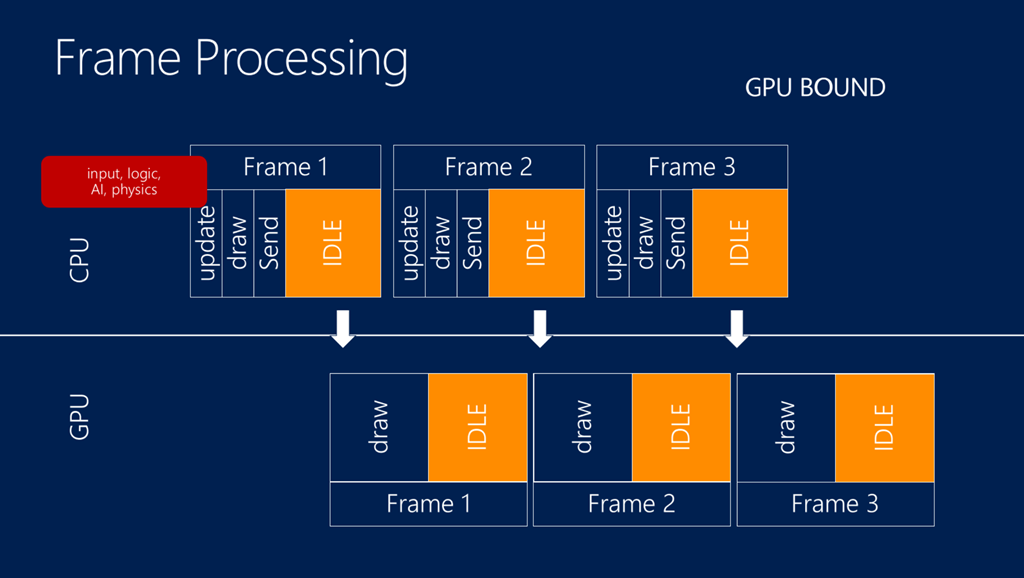 Frame Processing
GPU BOUND
input, logic,
AI, physics
Frame 1
Frame 2
Frame 3
CPU
update
draw
Send
IDLE
update
draw
Send
IDLE
update
draw
Send
IDLE
GPU
draw
IDLE
draw
IDLE
draw
IDLE
Frame 1
Frame 2
Frame 3